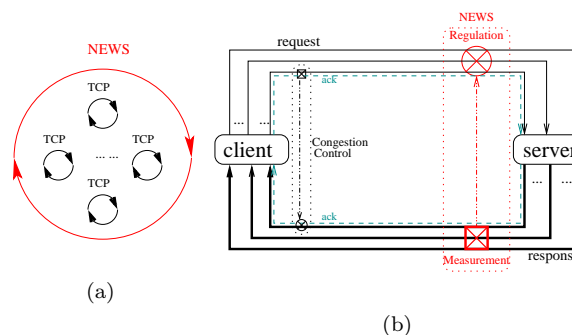 NEWS
TCP
TCP
TCP
... ...
TCP
(a)
NEWS
Regulation
request
ack
... ...
client
Congestion
Control
server
... ...
ack
Measurement
respons
(b)